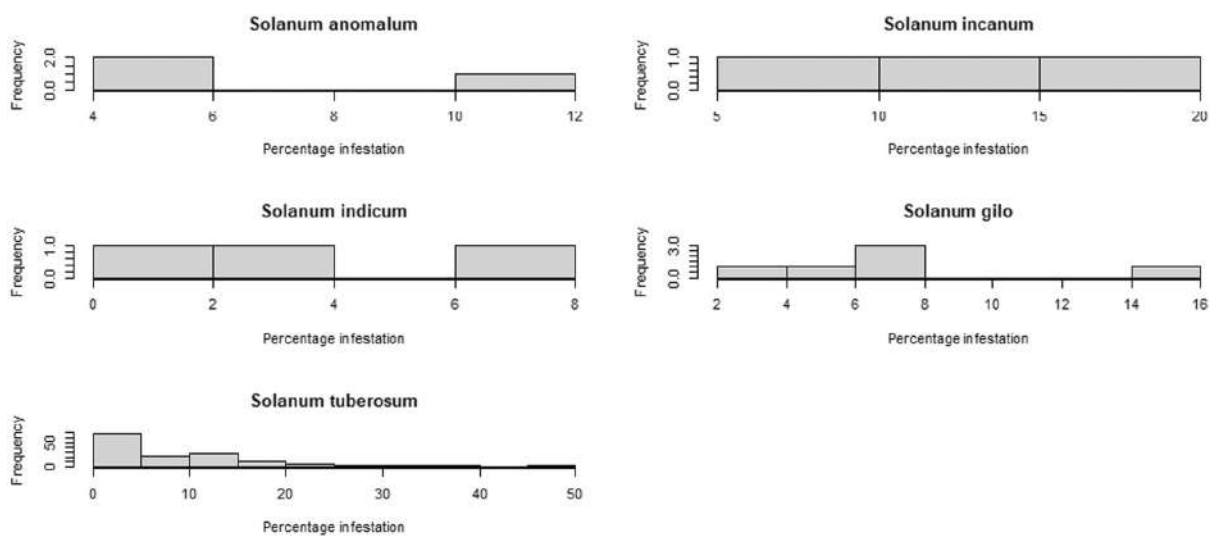 Solanum anomalum
Frequency
0.0 2.0
4 6 8 10 12
Percentage infestation
Solanum incanum
Frequency
0.0 1.0
5 10 15 20
Percentage infestation
Solanum indicum
Frequency
0.0 1.0
0 2 4 6 8
Percentage infestation
Solanum gilo
Frequency
0.0 3.0
2 4 6 8 10 12 14 16
Percentage infestation
Solanum tuberosum
Frequency
0 50
0 10 20 30 40 50
Percentage infestation